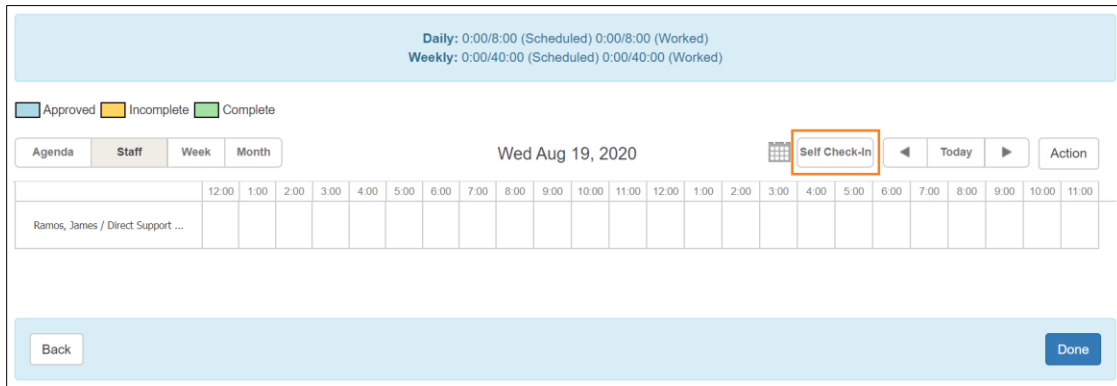 Daily: 0:00/8:00 (Scheduled) 0:00/8:00 (Worked)
Weekly: 0:00/40:00 (Scheduled) 0:00/40:00 (Worked)
Approved Incomplete Complete
Agenda Staff Week Month Wed Aug 19, 2020 Self Check-In Today Action
12:00 1:00 2:00 3:00 4:00 5:00 6:00 7:00 8:00 9:00 10:00 11:00 12:00 1:00 2:00 3:00 4:00 5:00 6:00 7:00 8:00 9:00 10:00 11:00
Ramos, James / Direct Support ...
Back Done